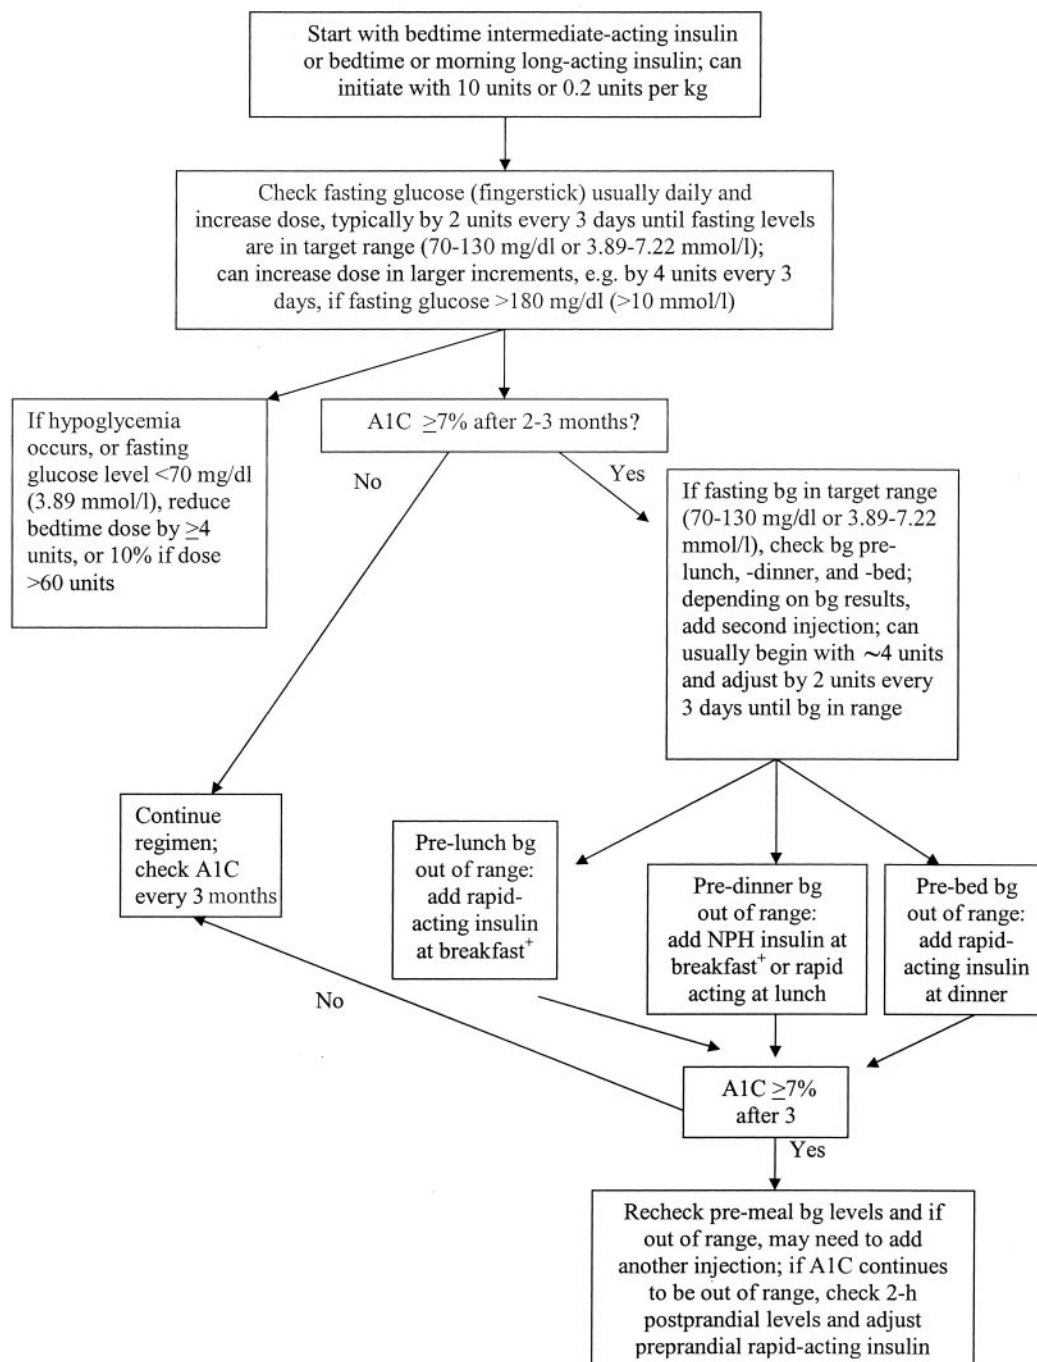 Start with bedtime intermediate-acting insulin
or bedtime or morning long-acting insulin; can
initiate with 10 units or 0.2 units per kg
Check fasting glucose (fingerstick) usually daily and
increase dose, typically by 2 units every 3 days until fasting levels
are in target range (70-130 mg/dl or 3.89-7.22 mmol/l);
can increase dose in larger increments, e.g. by 4 units every 3
days, if fasting glucose >180 mg/dl (>10 mmol/l)
If hypoglycemia
occurs, or fasting
glucose level <70 mg/dl
(3.89 mmol/l), reduce
bedtime dose by ≥4
units, or 10% if dose
>60 units
A1C ≥7% after 2-3 months?
No
Yes
If fasting bg in target range
(70-130 mg/dl or 3.89-7.22
mmol/l), check bg pre-
lunch, -dinner, and -bed;
depending on bg results,
add second injection; can
usually begin with ~4 units
and adjust by 2 units every
3 days until bg in range
Continue
regimen;
check A1C
every 3 months
Pre-lunch bg
out of range:
add rapid-
acting insulin
at breakfast⁺
Pre-dinner bg
out of range:
add NPH insulin at
breakfast⁺ or rapid
acting at lunch
Pre-bed bg
out of range:
add rapid-
acting insulin
at dinner
No
A1C ≥7%
after 3
Yes
Recheck pre-meal bg levels and if
out of range, may need to add
another injection; if A1C continues
to be out of range, check 2-h
postprandial levels and adjust
preprandial rapid-acting insulin